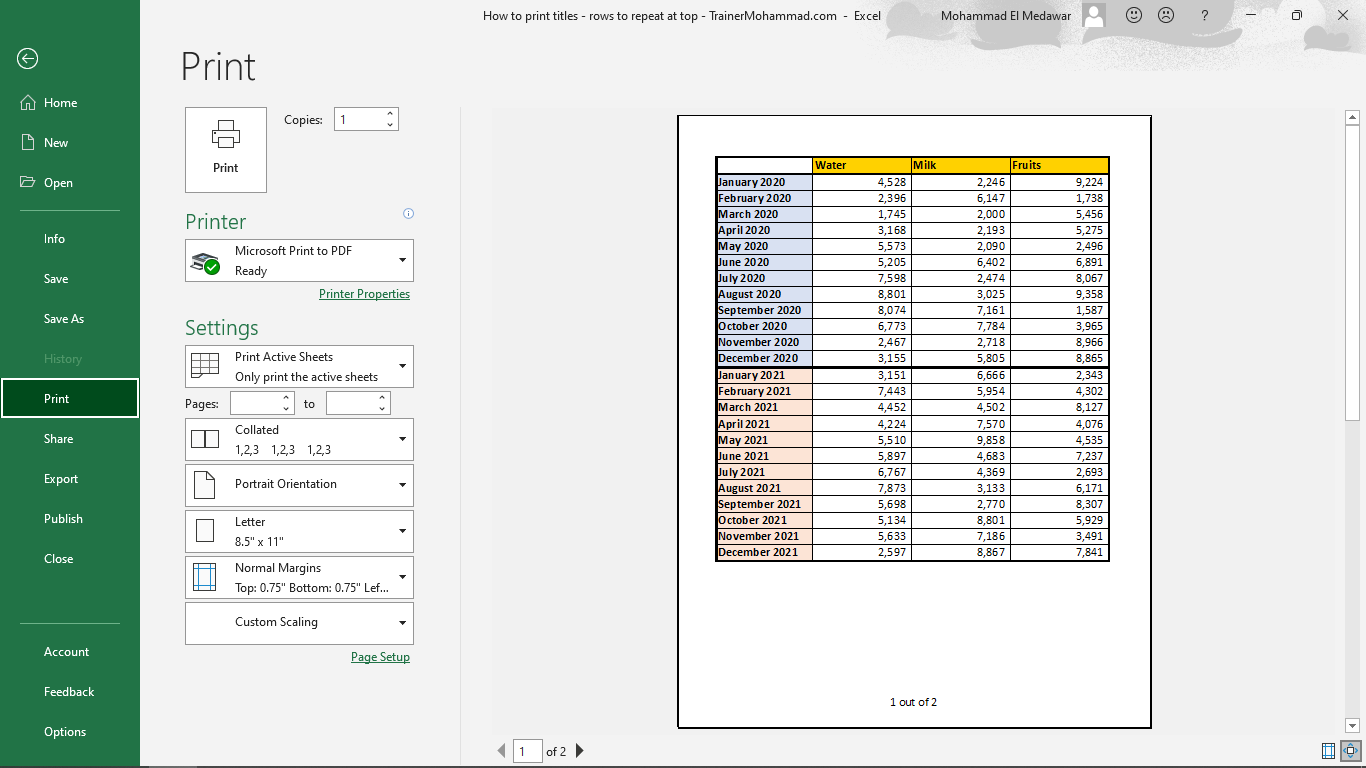 How to print titles - rows to repeat at top - TrainerMohammad.com - Excel
Mohammad El Medawar
?
Home
New
Open
Info
Save
Save As
History
Print
Share
Export
Publish
Close
Account
Feedback
Options
Print
Print
Copies: 1
Printer
Microsoft Print to PDF
Ready
Printer Properties
Settings
Print Active Sheets
Only print the active sheets
Pages: to
Collated
1,2,3 1,2,3 1,2,3
Portrait Orientation
Letter
8.5" x 11"
Normal Margins
Top: 0.75" Bottom: 0.75" Lef...
Custom Scaling
Page Setup
Water Milk Fruits
January 2020 4,528 2,246 9,224
February 2020 2,396 6,147 1,738
March 2020 1,745 2,000 5,456
April 2020 3,168 2,193 5,275
May 2020 5,573 2,090 2,496
June 2020 5,205 6,402 6,891
July 2020 7,598 2,474 8,067
August 2020 8,801 3,025 9,358
September 2020 8,074 7,161 1,587
October 2020 6,773 7,784 3,965
November 2020 2,467 2,718 8,966
December 2020 3,155 5,805 8,865
January 2021 3,151 6,666 2,343
February 2021 7,443 5,954 4,302
March 2021 4,452 4,502 8,127
April 2021 4,224 7,570 4,076
May 2021 5,510 9,858 4,535
June 2021 5,897 4,683 7,237
July 2021 6,767 4,369 2,693
August 2021 7,873 3,133 6,171
September 2021 5,698 2,770 8,307
October 2021 5,134 8,801 5,929
November 2021 5,633 7,186 3,491
December 2021 2,597 8,867 7,841
1 out of 2
1 of 2